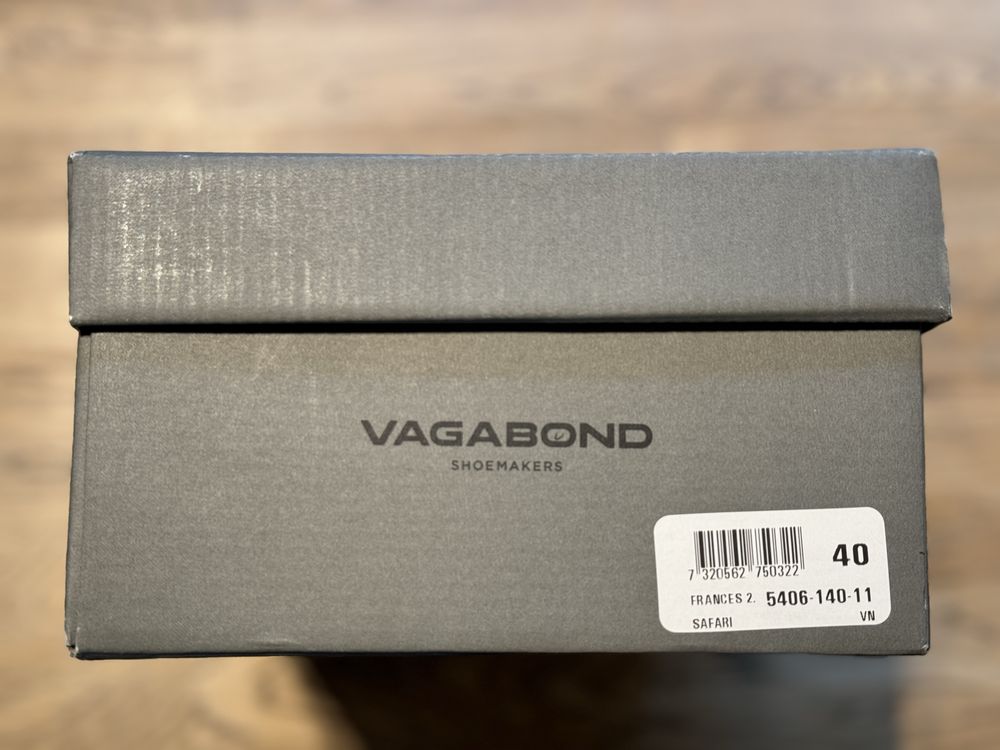 VAGABOND
SHOEMAKERS
40
7 320562 750322
FRANCES 2. 5406-140-11
SAFARI VN